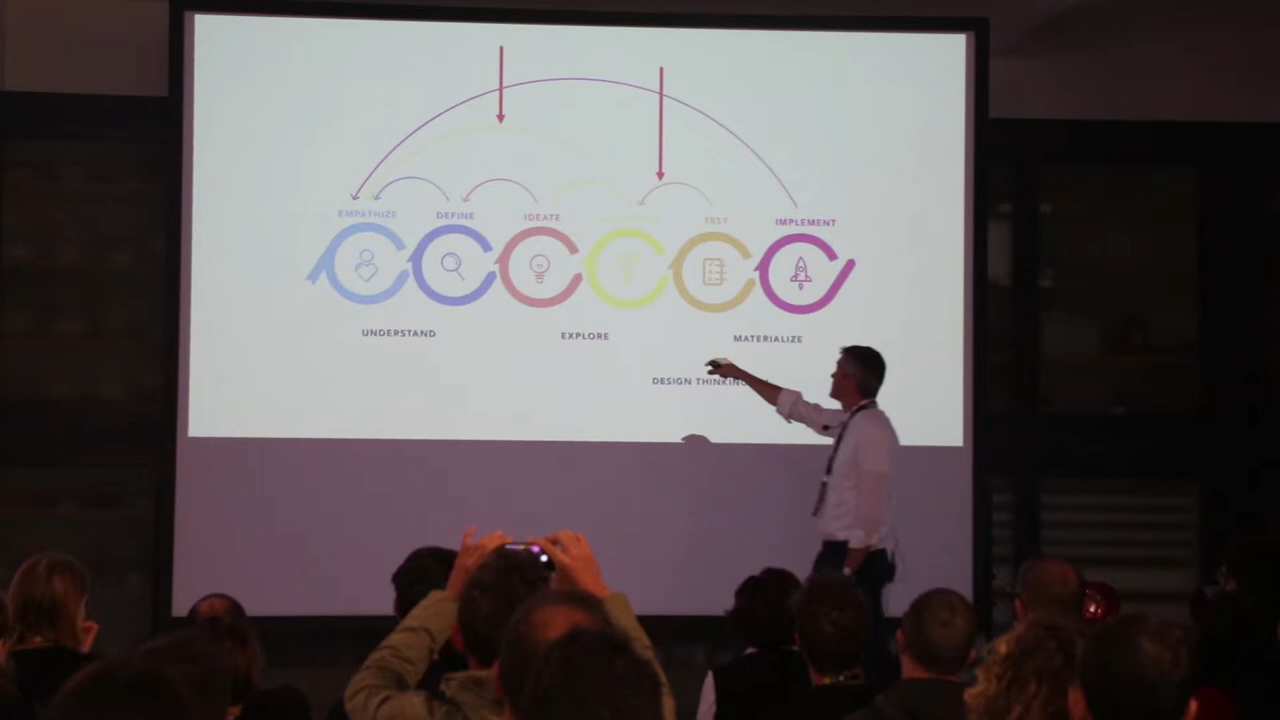 EMPATHIZE
DEFINE
IDEATE
TEST
IMPLEMENT
UNDERSTAND
EXPLORE
MATERIALIZE
DESIGN THINKING